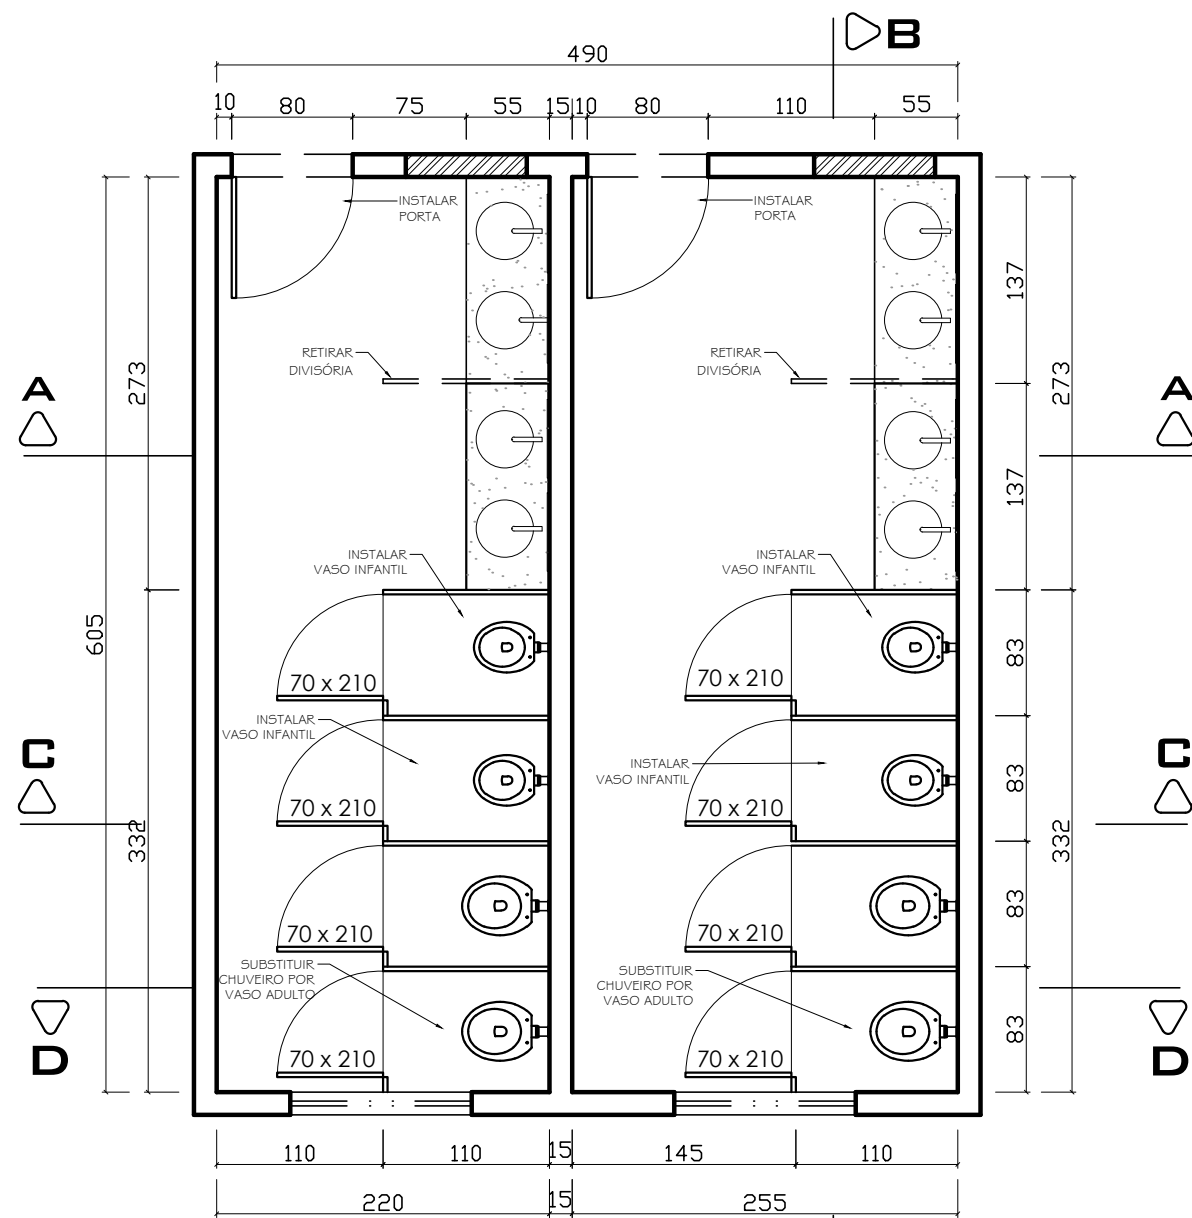 B
490
10 80 75 55 15 10 80 110 55
INSTALAR
PORTA
INSTALAR
PORTA
137
RETIRAR
DIVISÓRIA
RETIRAR
DIVISÓRIA
273
273
A
A
137
INSTALAR
VASO INFANTIL
INSTALAR
VASO INFANTIL
605
83
70 x 210
70 x 210
INSTALAR
VASO INFANTIL
INSTALAR
VASO INFANTIL
C
C
83
70 x 210
70 x 210
332
332
83
70 x 210
70 x 210
SUBSTITUIR
CHUVEIRO POR
VASO ADULTO
SUBSTITUIR
CHUVEIRO POR
VASO ADULTO
83
D
D
70 x 210
70 x 210
110 110 15 145 110
220 15 255